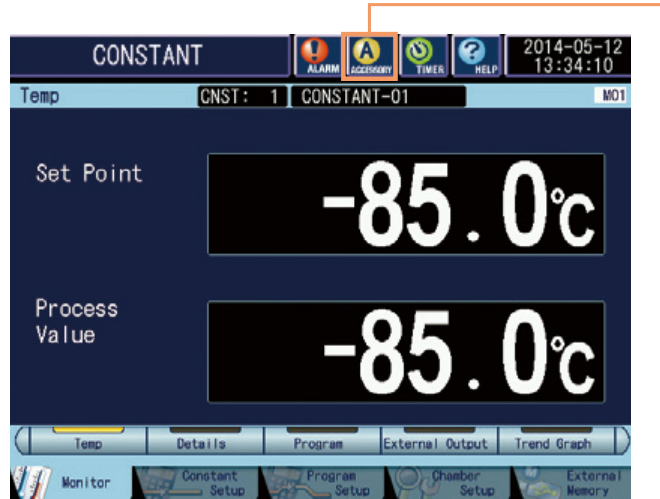 CONSTANT
ALARM
ACCESSORY
TIMER
HELP
2014-05-12
13:34:10
Temp CNST: 1 CONSTANT-01 M01
Set Point
-85.0℃
Process
Value
-85.0℃
Temp Details Program External Output Trend Graph
Monitor
Constant
Setup
Program
Setup
Chamber
Setup
External
Memory